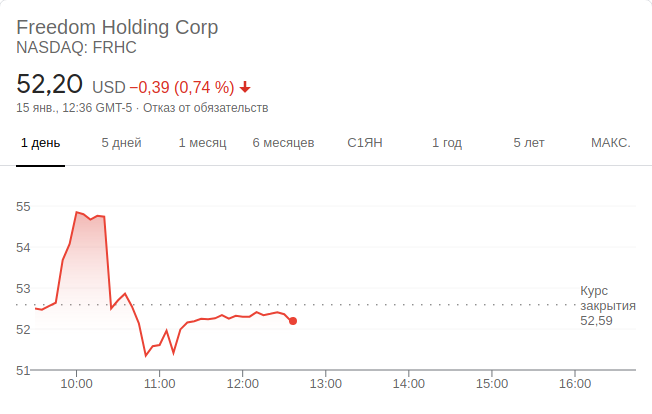 Freedom Holding Corp
NASDAQ: FRHC
52,20 USD −0,39 (0,74 %)
15 янв., 12:36 GMT-5 · Отказ от обязательств
1 день 5 дней 1 месяц 6 месяцев С1ЯН 1 год 5 лет МАКС.
55
54
53
52
51
Курс
закрытия
52,59
10:00 11:00 12:00 13:00 14:00 15:00 16:00